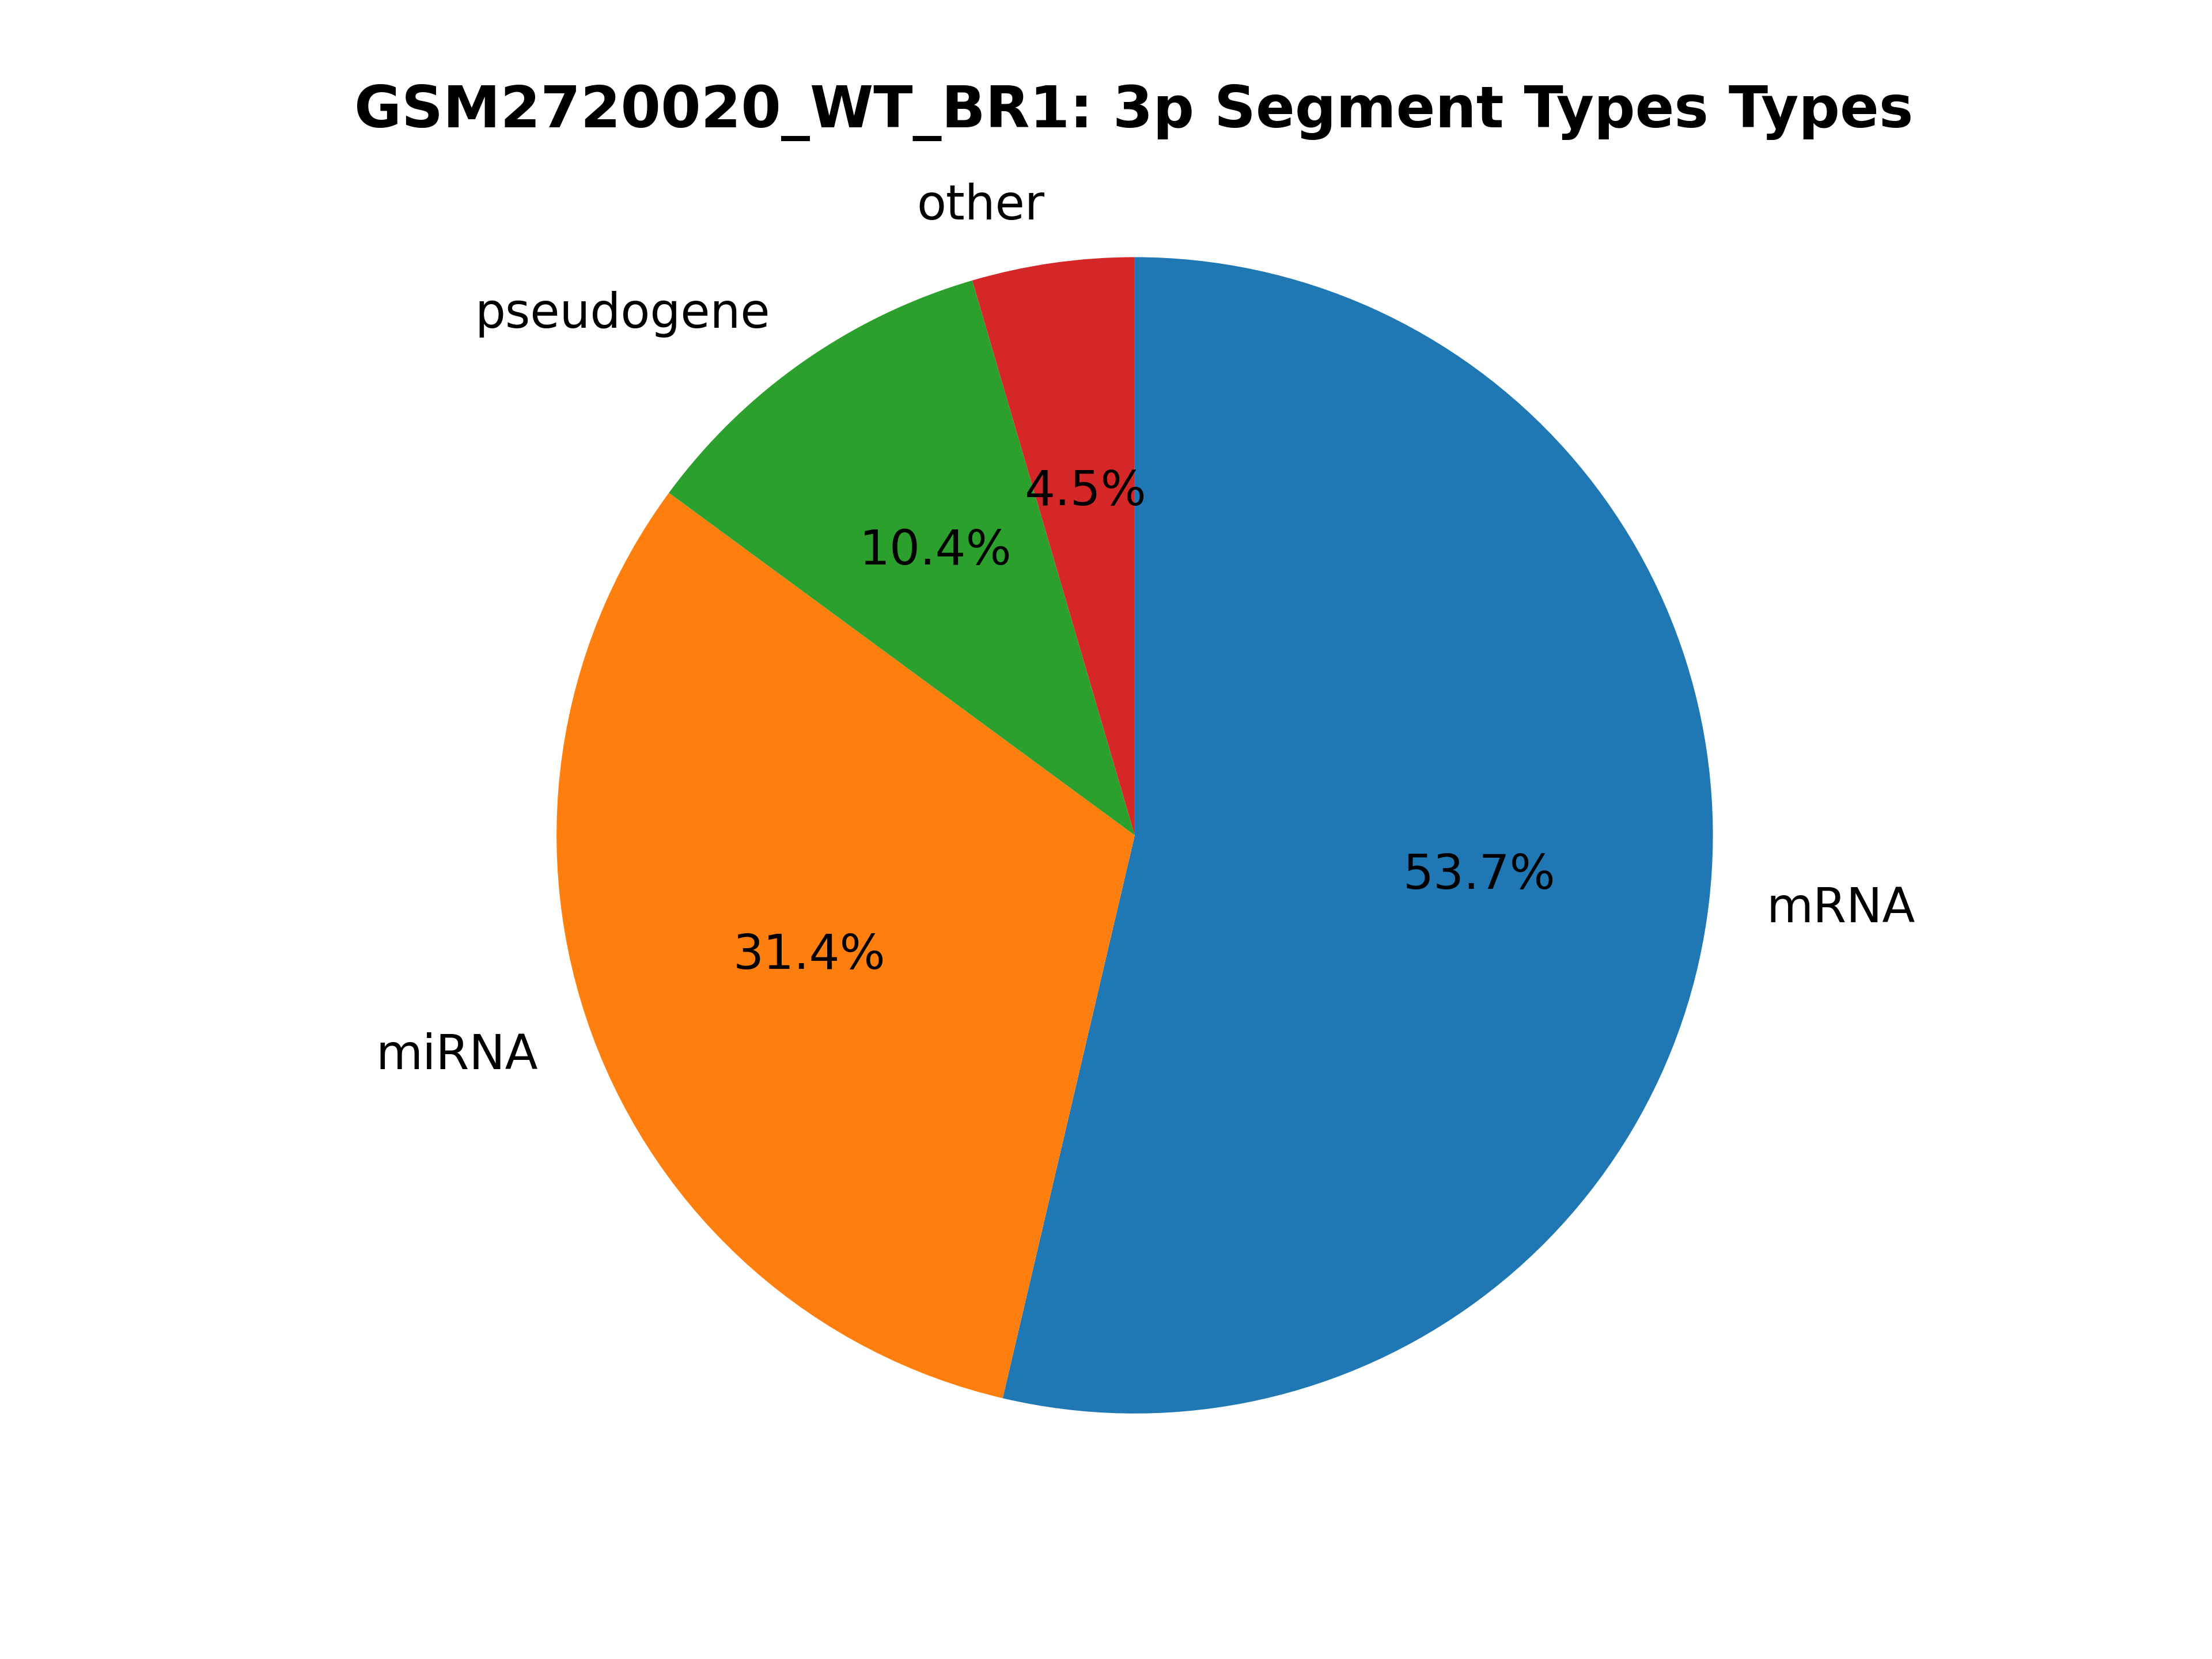 GSM2720020_WT_BR1: 3p Segment Types Types
other
pseudogene
4.5%
10.4%
53.7%
mRNA
31.4%
miRNA